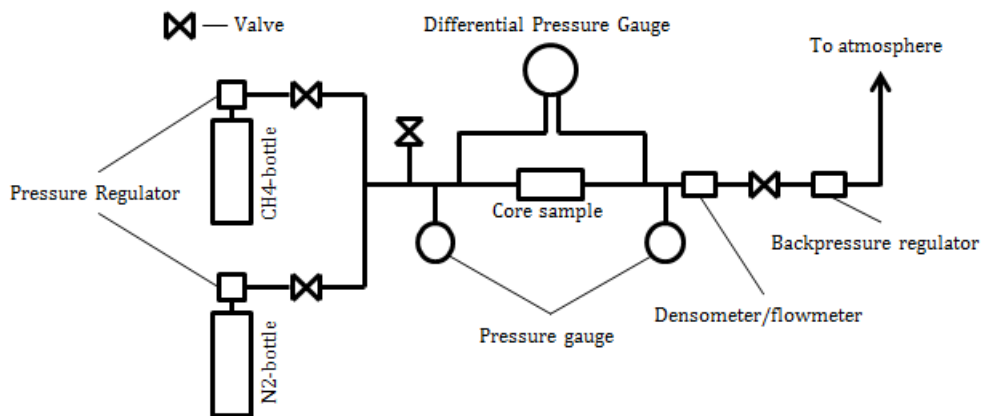 Valve
Differential Pressure Gauge
To atmosphere
CH4-bottle
Pressure Regulator
Core sample
Backpressure regulator
Densometer/flowmeter
Pressure gauge
N2-bottle